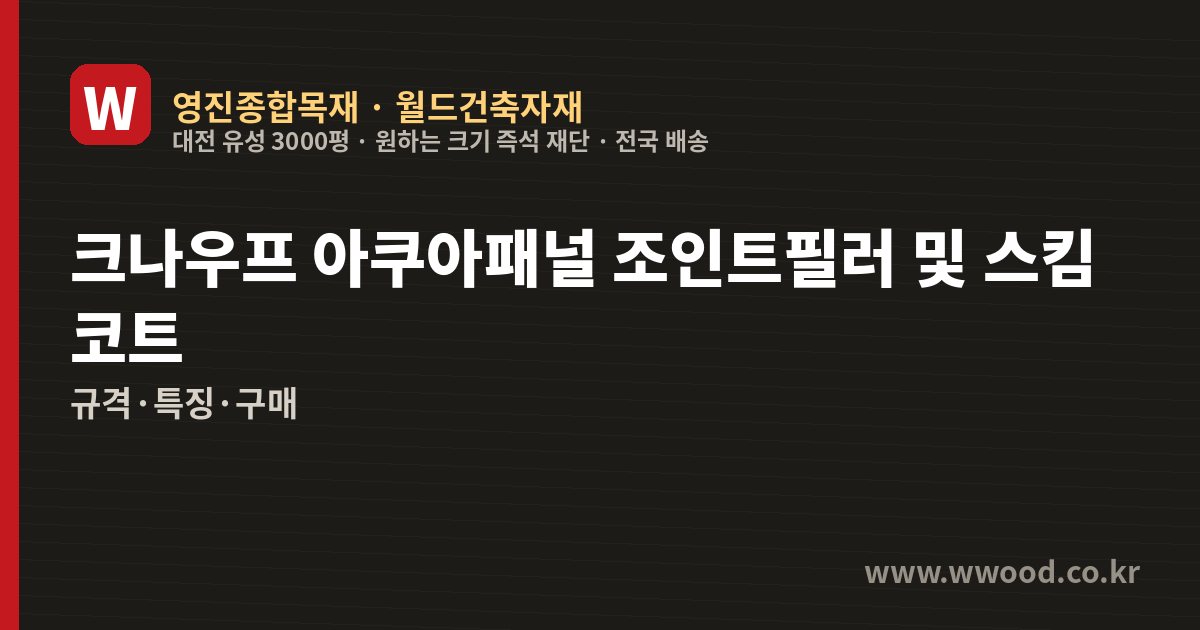 W
영진종합목재 · 월드건축자재
대전 유성 3000평 · 원하는 크기 즉석 재단 · 전국 배송
크나우프 아쿠아패널 조인트필러 및 스킴
코트
규격·특징·구매
www.wwood.co.kr